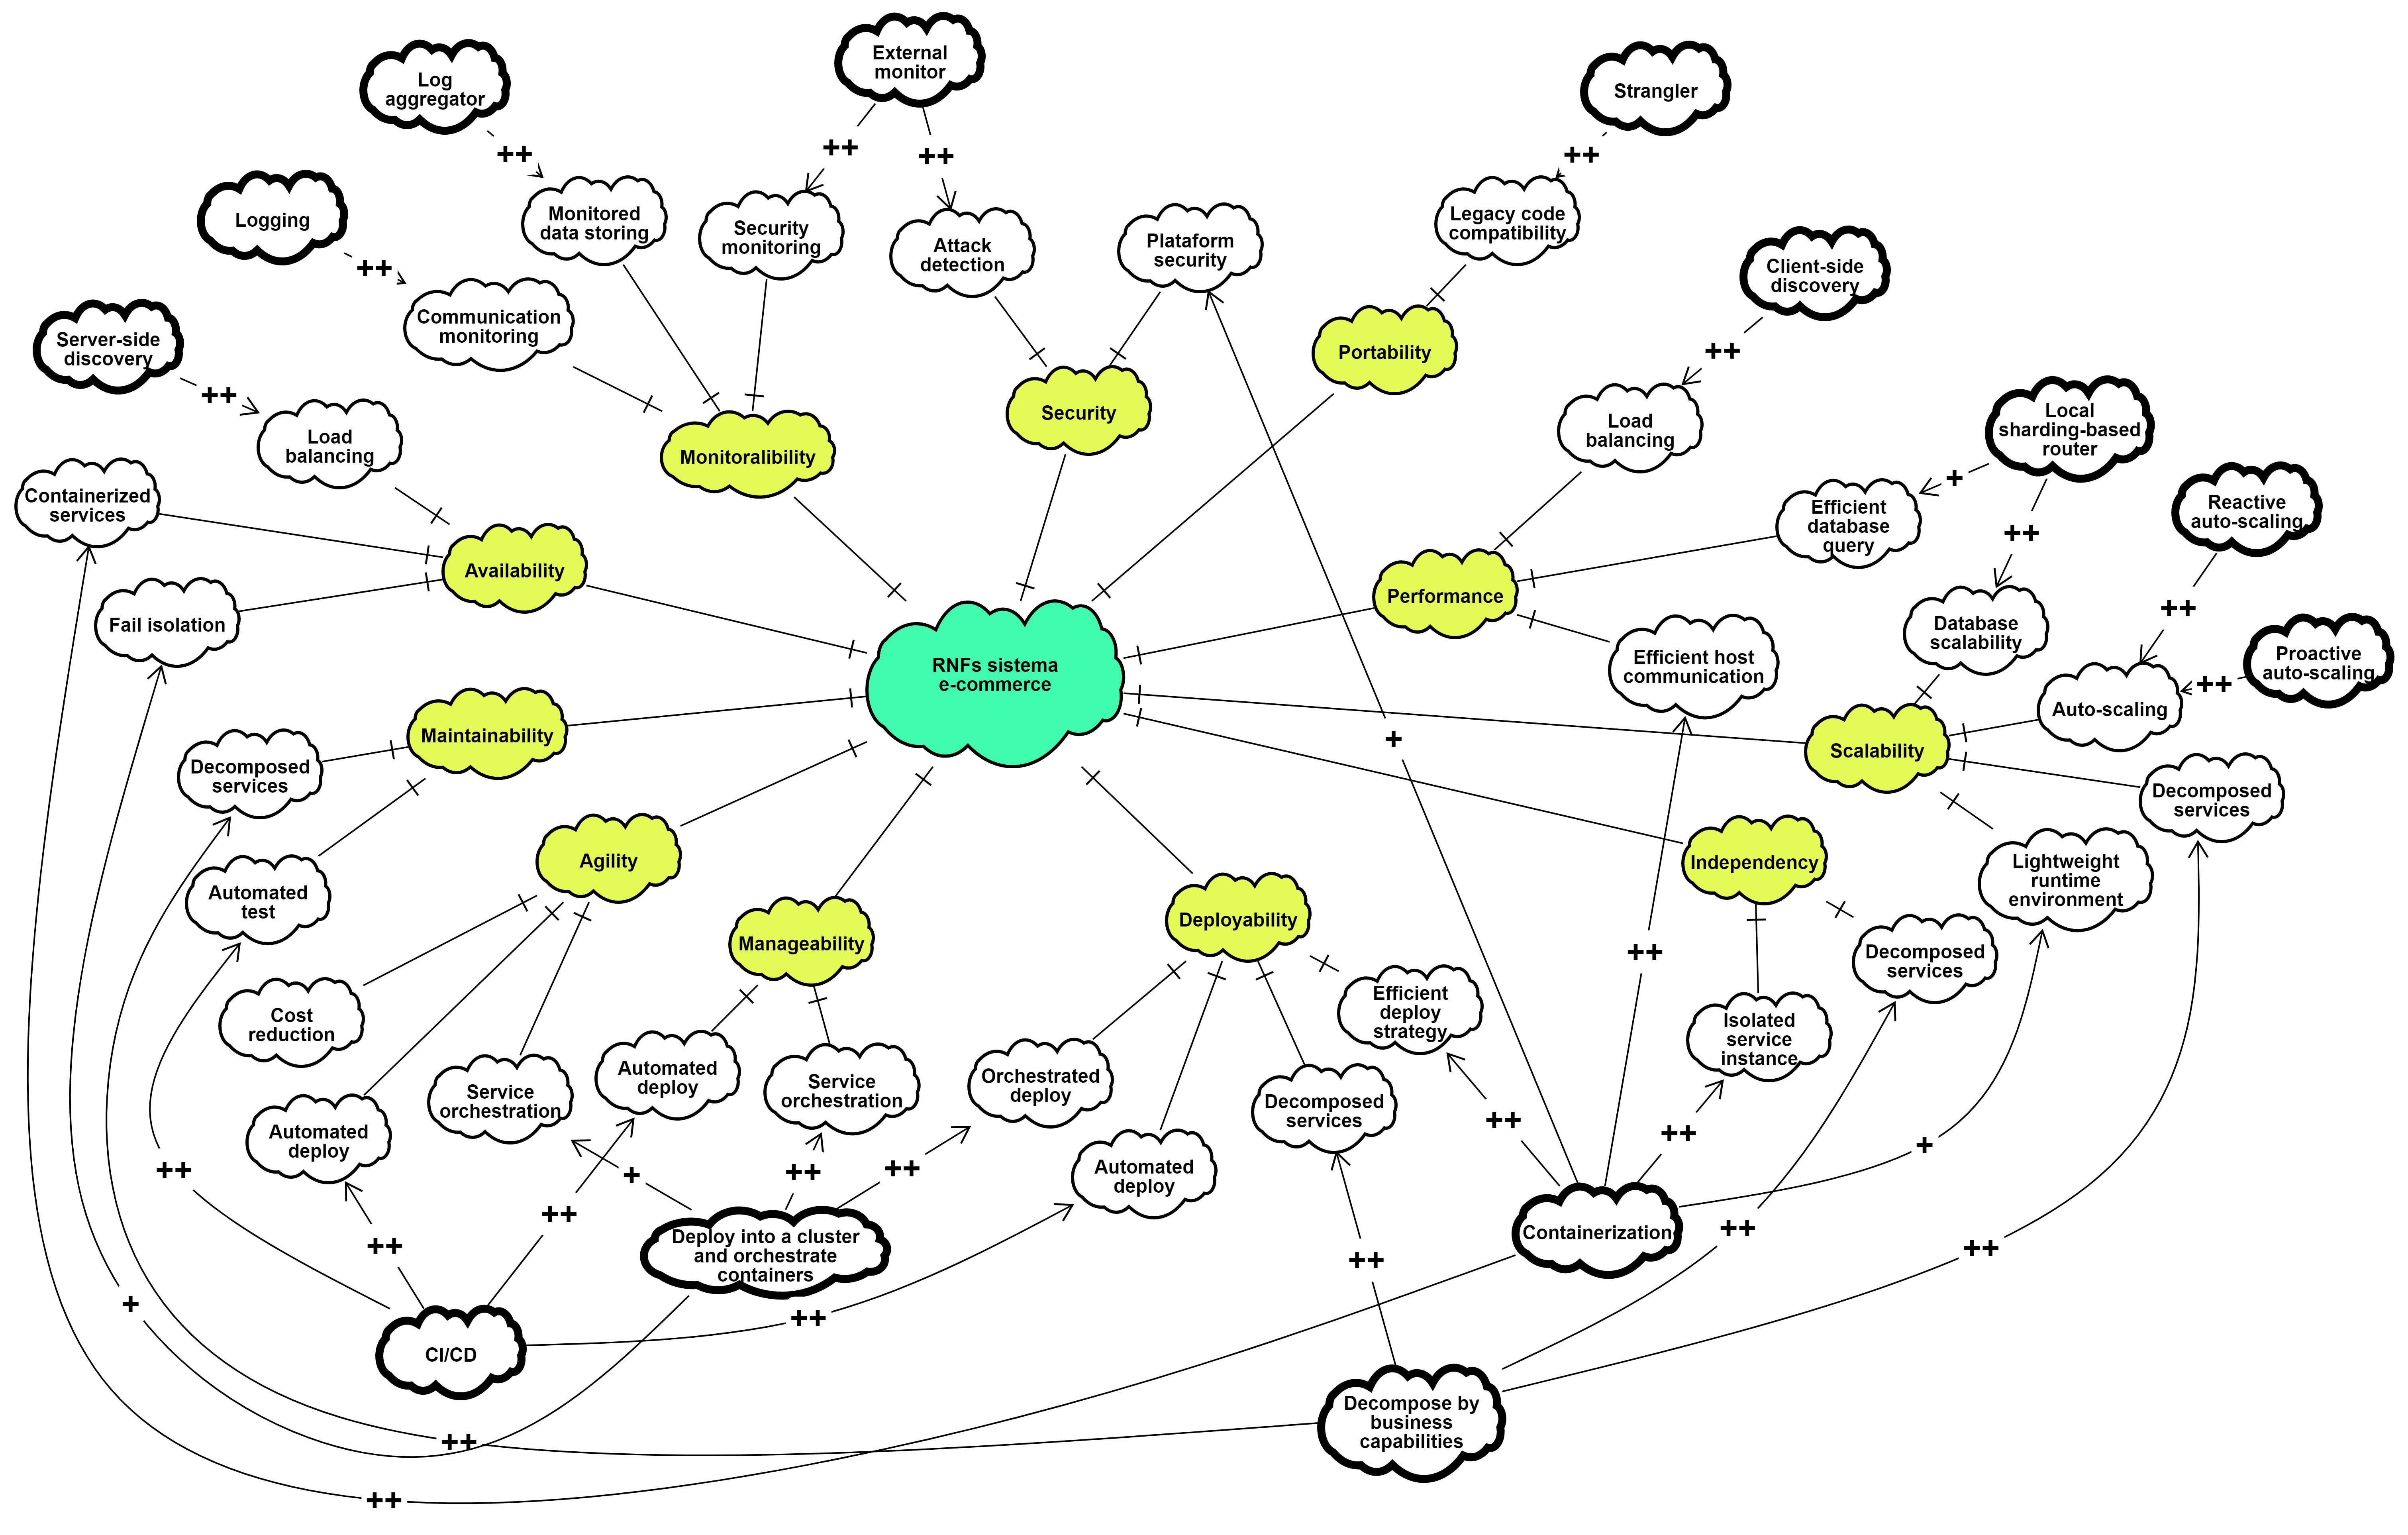 External
monitor
Log
aggregator
Strangler
++
++
++
++
Logging
Monitored
data storing
Security
monitoring
Attack
detection
Plataform
security
Legacy code
compatibility
++
Client-side
discovery
Server-side
discovery
Communication
monitoring
Portability
++
++
Load
balancing
Monitoralibility
Security
Load
balancing
Local
sharding-based
router
Containerized
services
+
Efficient
database
query
Reactive
auto-scaling
++
Availability
Performance
++
Fail isolation
Database
scalability
RNFs sistema
e-commerce
Efficient host
communication
Proactive
auto-scaling
++
Maintainability
+
Auto-scaling
Scalability
Decomposed
services
Decomposed
services
Agility
Independency
Lightweight
runtime
environment
Automated
test
Manageability
Deployability
++
Decomposed
services
Cost
reduction
Efficient
deploy
strategy
Isolated
service
instance
Automated
deploy
Service
orchestration
Orchestrated
deploy
Service
orchestration
Decomposed
services
Automated
deploy
++
++
+
++
+
++
++
Automated
deploy
++
++
Containerization
++
Deploy into a cluster
and orchestrate
containers
++
++
++
+
++
CI/CD
Decompose by
business
capabilities
++
++